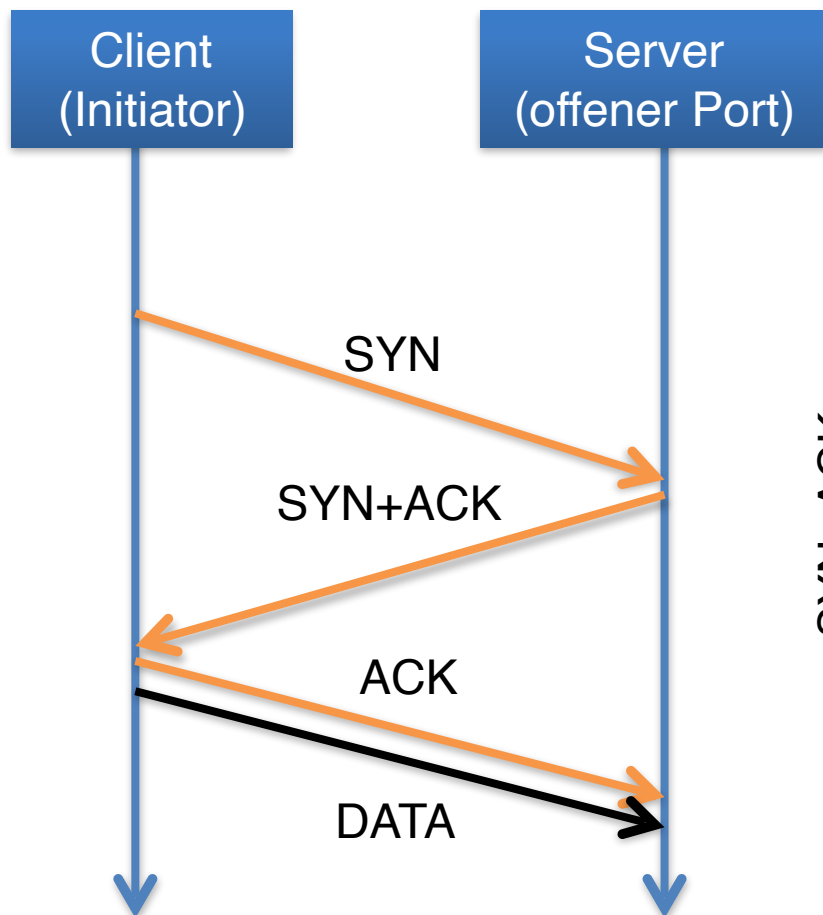 Client
(Initiator)
Server
(offener Port)
SYN
SYN+ACK
ACK
DATA